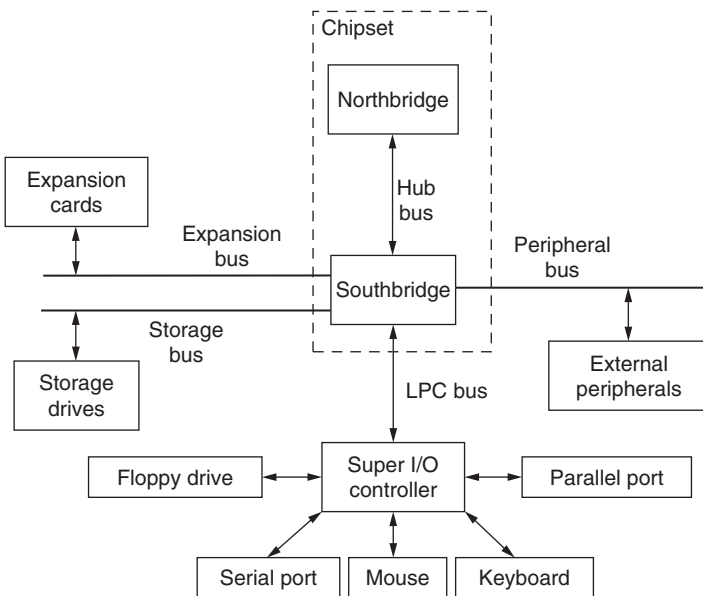 Chipset
Northbridge
Expansion
cards
Hub
bus
Expansion
bus
Peripheral
bus
Southbridge
Storage
bus
Storage
drives
External
peripherals
LPC bus
Floppy drive
Super I/O
controller
Parallel port
Serial port
Mouse
Keyboard